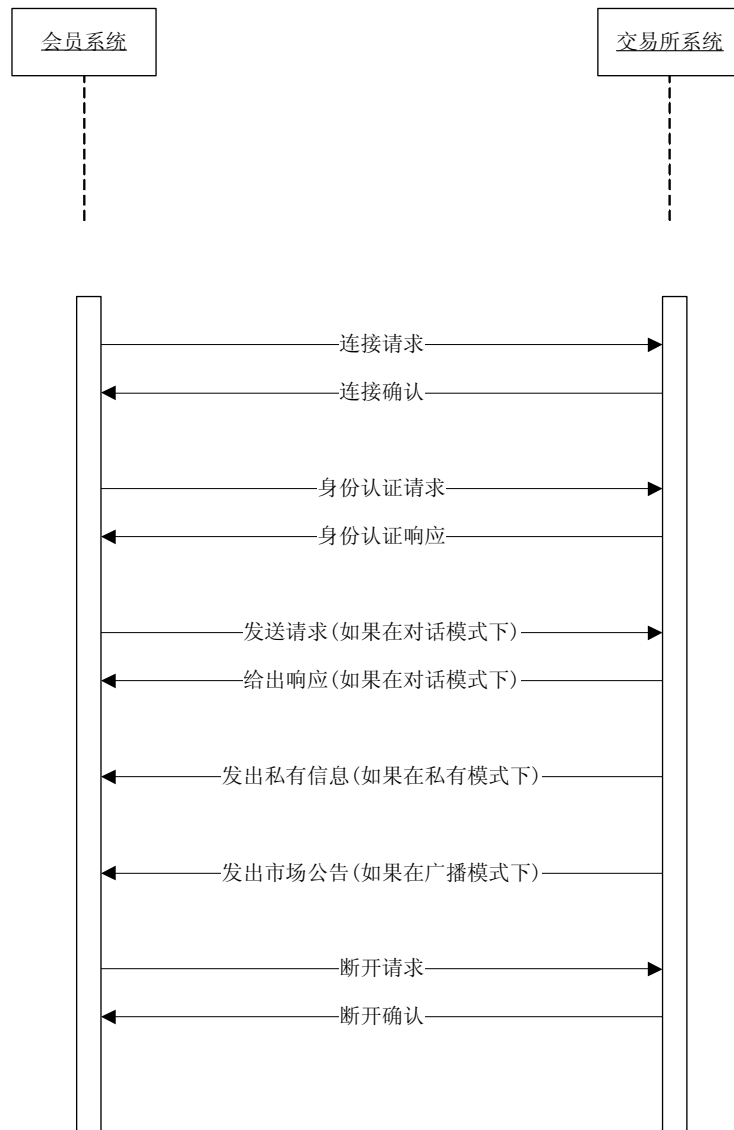 会员系统
交易所系统
连接请求
连接确认
身份认证请求
身份认证响应
发送请求(如果在对话模式下)
给出响应(如果在对话模式下)
发出私有信息(如果在私有模式下)
发出市场公告(如果在广播模式下)
断开请求
断开确认